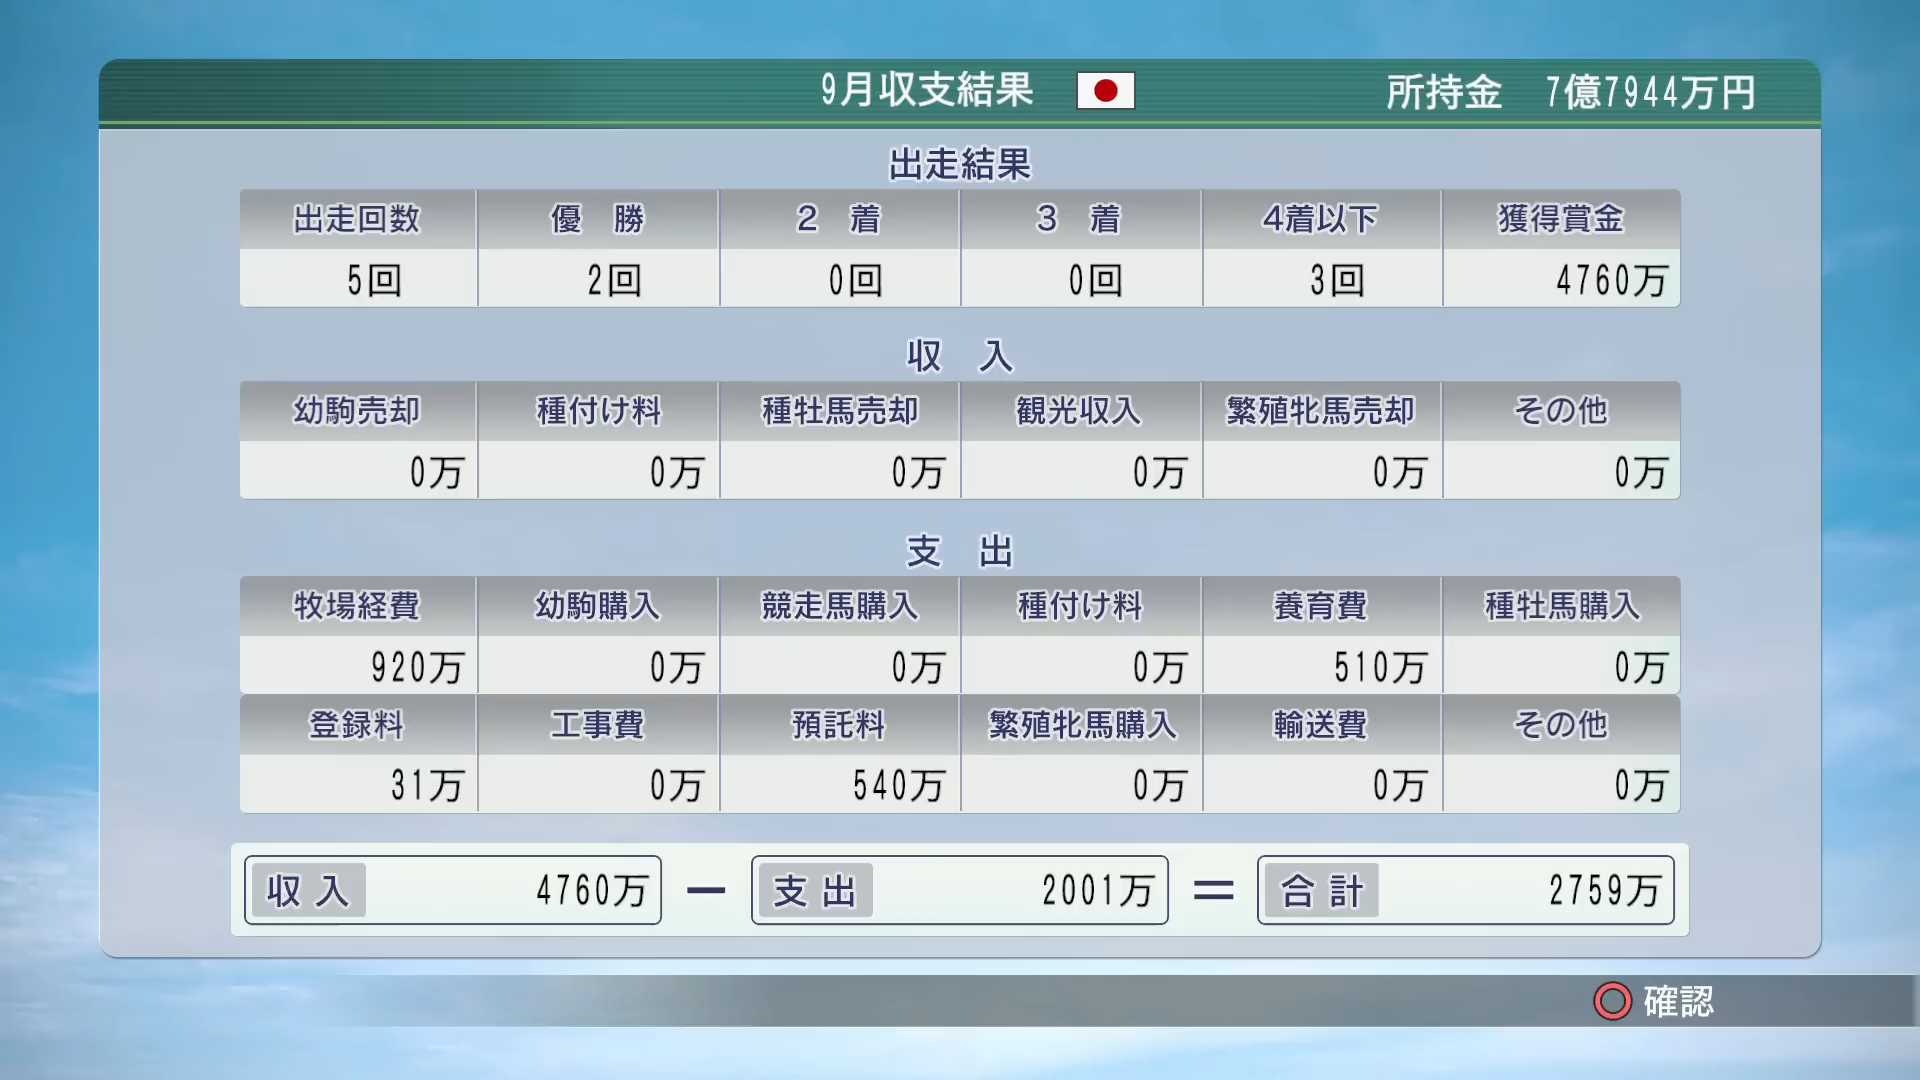 9月収支結果 所持金 7億7944万円
出走結果
出走回数 優 勝 2 着 3 着 4着以下 獲得賞金
5回 2回 0回 0回 3回 4760万
収 入
幼駒売却 種付け料 種牡馬売却 観光収入 繁殖牝馬売却 その他
0万 0万 0万 0万 0万 0万
支 出
牧場経費 幼駒購入 競走馬購入 種付け料 養育費 種牡馬購入
920万 0万 0万 0万 510万 0万
登録料 工事費 預託料 繁殖牝馬購入 輸送費 その他
31万 0万 540万 0万 0万 0万
収入 4760万 − 支出 2001万 = 合計 2759万
確認